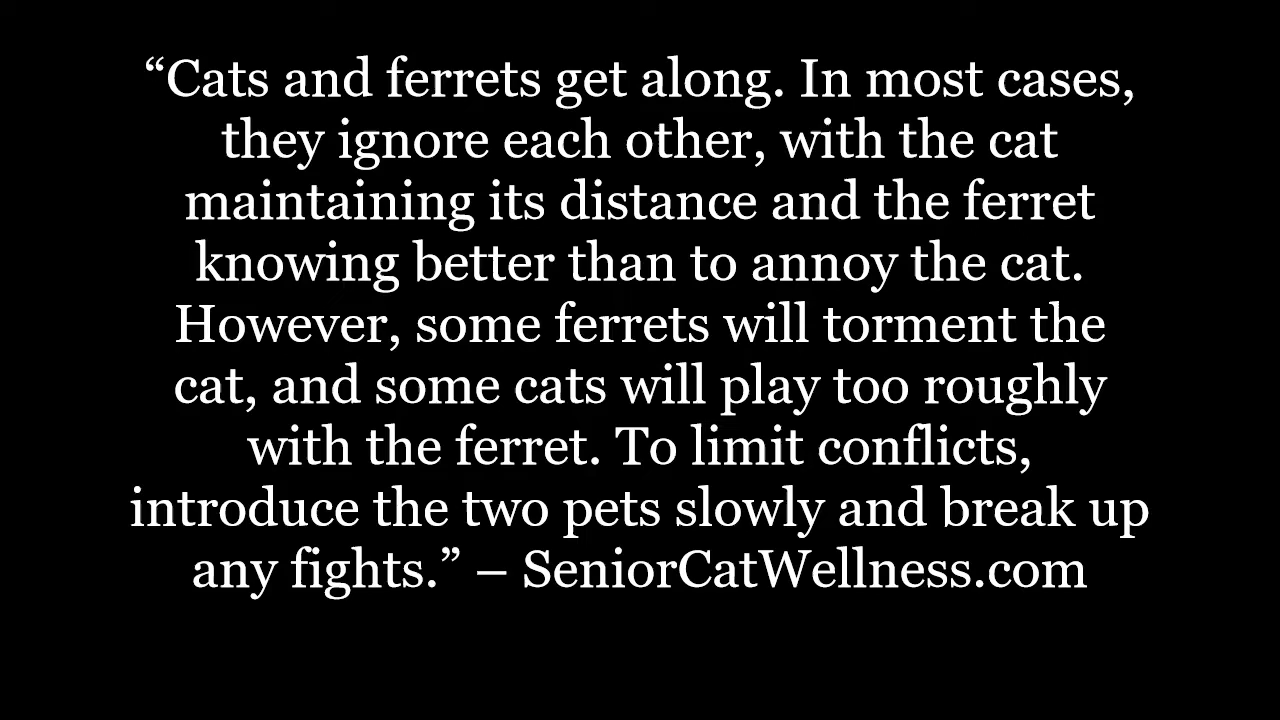 “Cats and ferrets get along. In most cases,
they ignore each other, with the cat
maintaining its distance and the ferret
knowing better than to annoy the cat.
However, some ferrets will torment the
cat, and some cats will play too roughly
with the ferret. To limit conflicts,
introduce the two pets slowly and break up
any fights.” – SeniorCatWellness.com